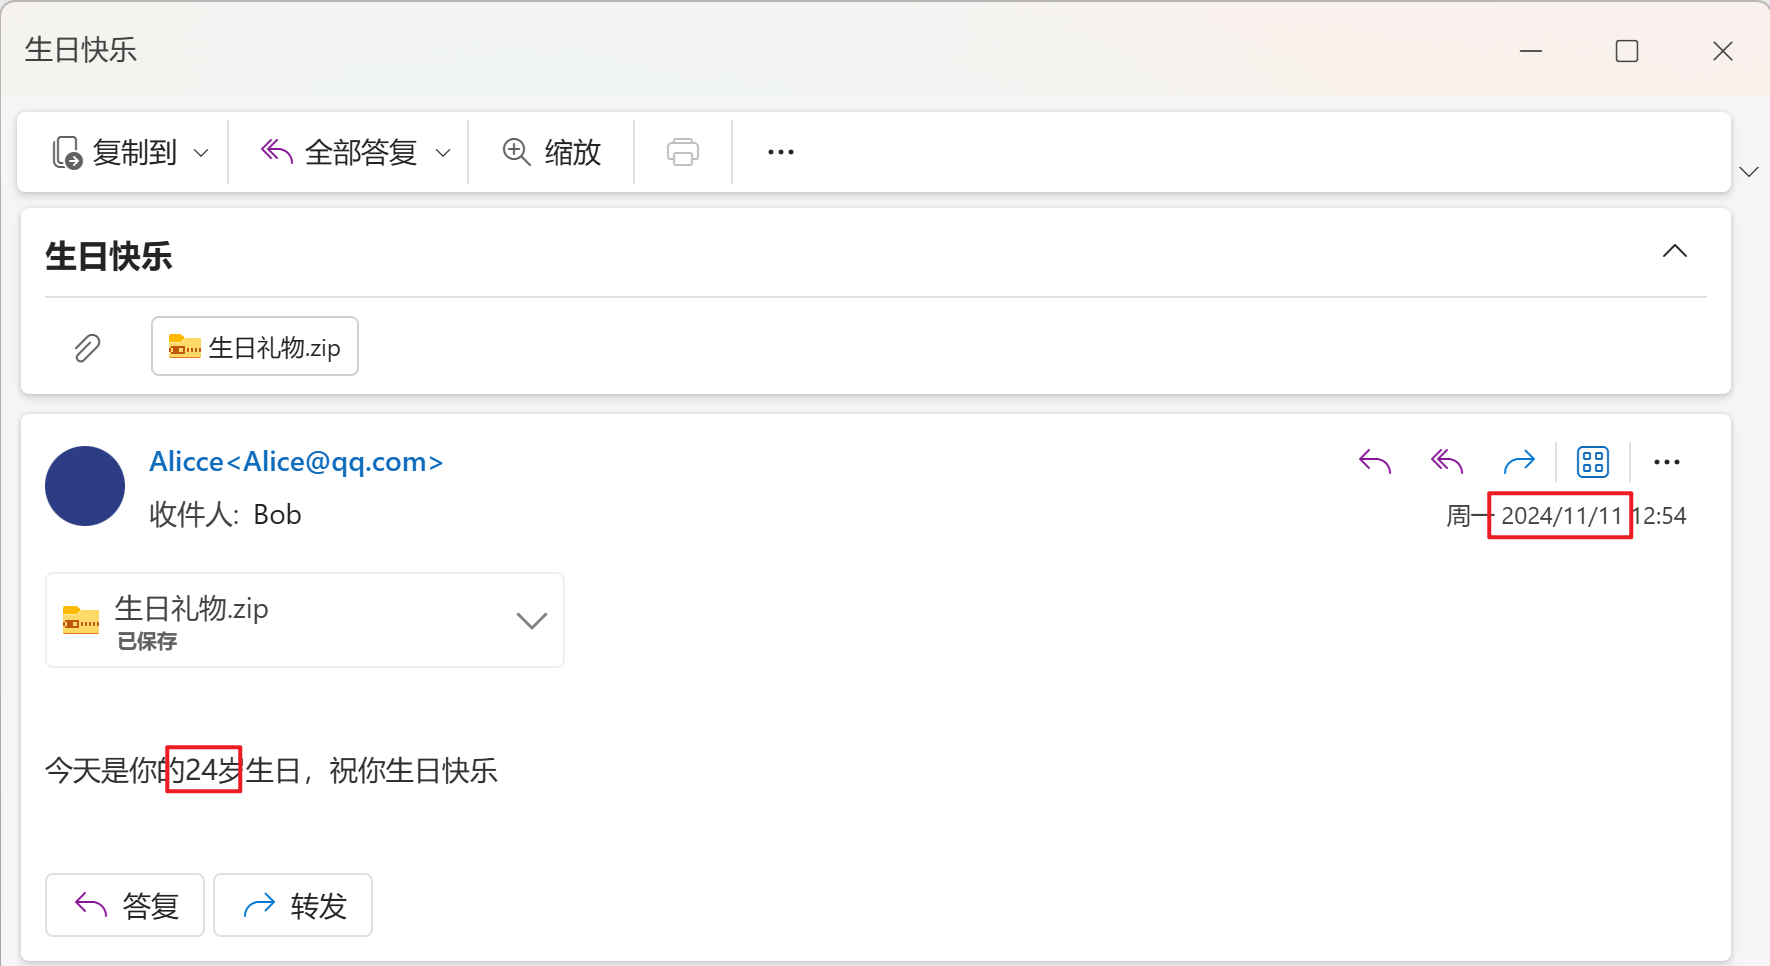 生日快乐
复制到 全部答复 缩放
生日快乐
生日礼物.zip
Alicce<Alice@qq.com>
收件人: Bob
周一 2024/11/11 12:54
生日礼物.zip
已保存
今天是你的24岁生日，祝你生日快乐
答复 转发